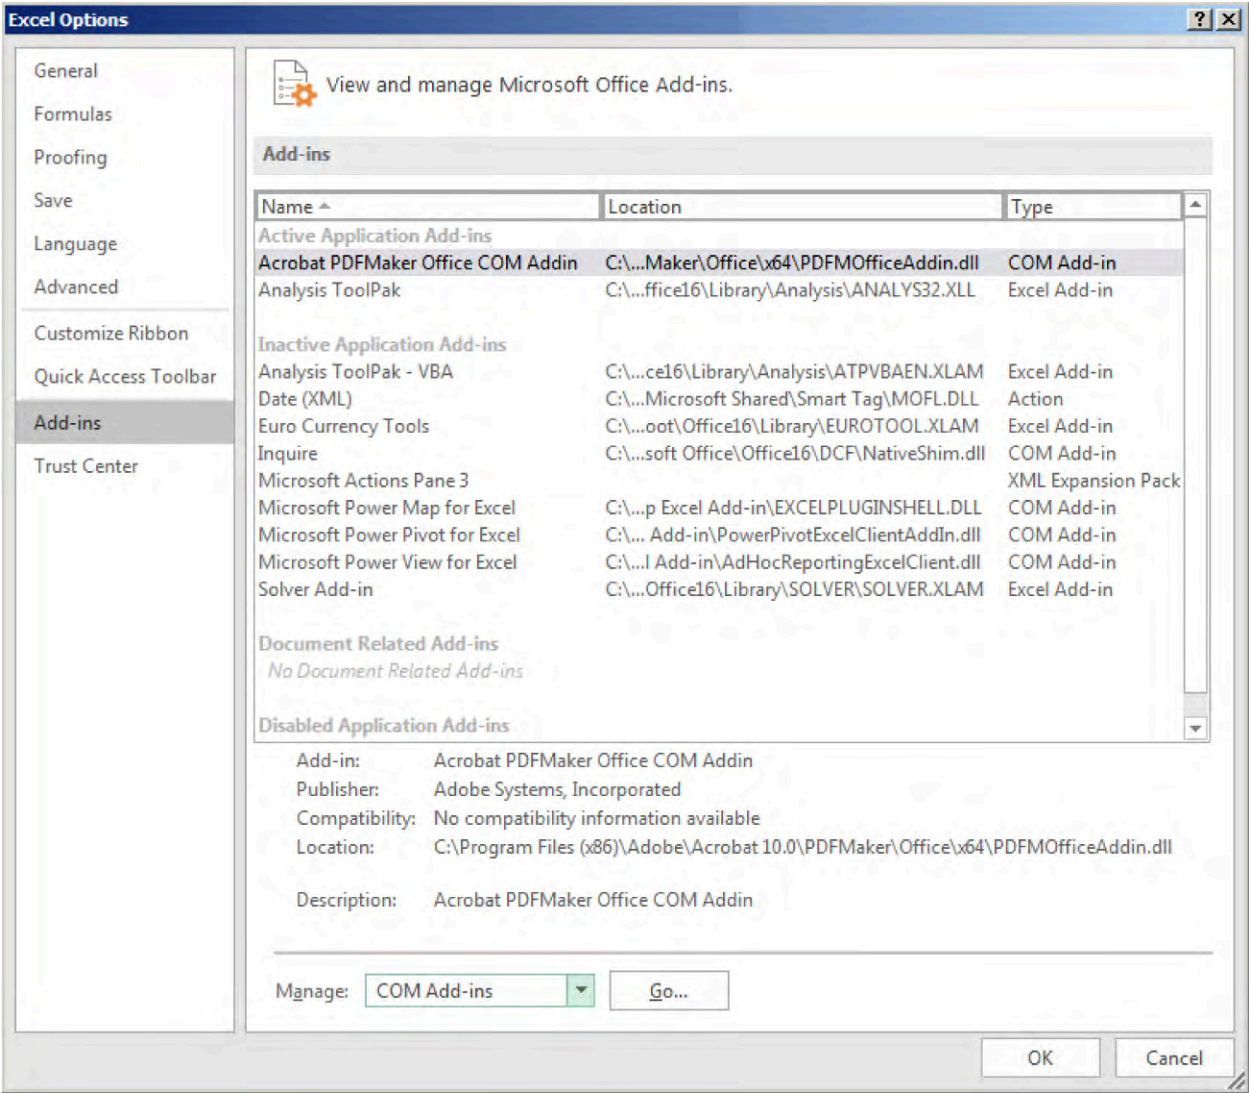 Excel Options
General
Formulas
Proofing
Save
Language
Advanced
Customize Ribbon
Quick Access Toolbar
Add-ins
Trust Center
View and manage Microsoft Office Add-ins.
Add-ins
Name Location Type
Active Application Add-ins
Acrobat PDFMaker Office COM Addin C:\...Maker\Office\x64\PDFMOfficeAddin.dll COM Add-in
Analysis ToolPak C:\...ffice16\Library\Analysis\ANALYS32.XLL Excel Add-in
Inactive Application Add-ins
Analysis ToolPak - VBA C:\...ce16\Library\Analysis\ATPVBAEN.XLAM Excel Add-in
Date (XML) C:\...Microsoft Shared\Smart Tag\MOFL.DLL Action
Euro Currency Tools C:\...oot\Office16\Library\EUROTOOL.XLAM Excel Add-in
Inquire C:\...soft Office\Office16\DCF\NativeShim.dll COM Add-in
Microsoft Actions Pane 3 XML Expansion Pack
Microsoft Power Map for Excel C:\...p Excel Add-in\EXCELPLUGINSHELL.DLL COM Add-in
Microsoft Power Pivot for Excel C:\... Add-in\PowerPivotExcelClientAddIn.dll COM Add-in
Microsoft Power View for Excel C:\...l Add-in\AdHocReportingExcelClient.dll COM Add-in
Solver Add-in C:\...Office16\Library\SOLVER\SOLVER.XLAM Excel Add-in
Document Related Add-ins
No Document Related Add-ins
Disabled Application Add-ins
Add-in: Acrobat PDFMaker Office COM Addin
Publisher: Adobe Systems, Incorporated
Compatibility: No compatibility information available
Location: C:\Program Files (x86)\Adobe\Acrobat 10.0\PDFMaker\Office\x64\PDFMOfficeAddin.dll
Description: Acrobat PDFMaker Office COM Addin
Manage: COM Add-ins Go...
OK Cancel